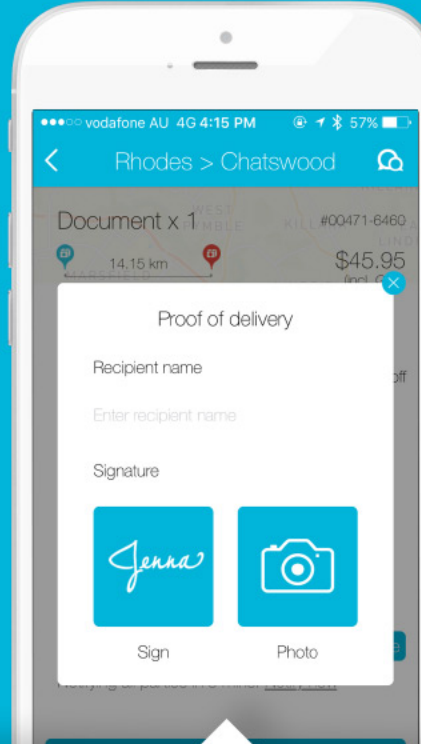 vodafone AU 4G 4:15 PM 57%
Rhodes > Chatswood
Document x 1 #00471-6460
14.15 km $45.95
Proof of delivery
Recipient name
Enter recipient name
Signature
Jenna
Sign Photo